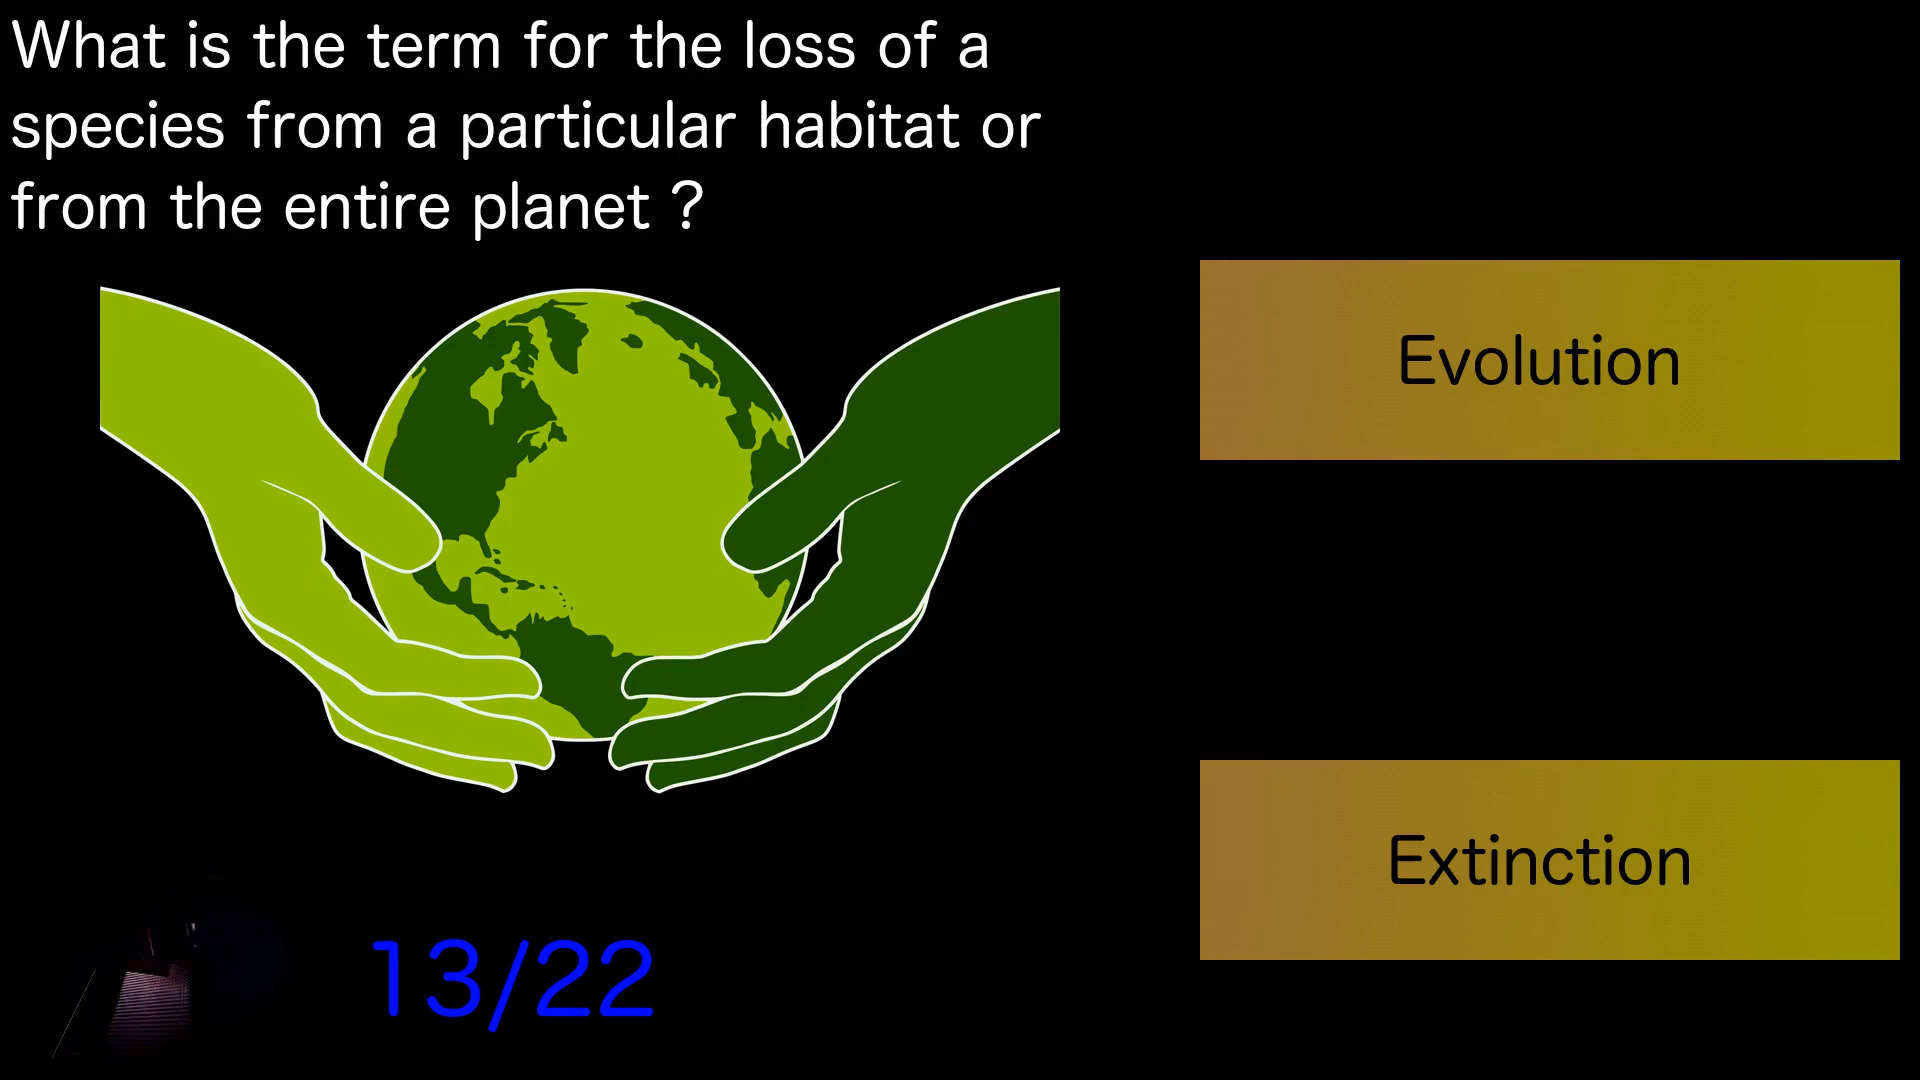 What is the term for the loss of a
species from a particular habitat or
from the entire planet ?
Evolution
Extinction
13/22